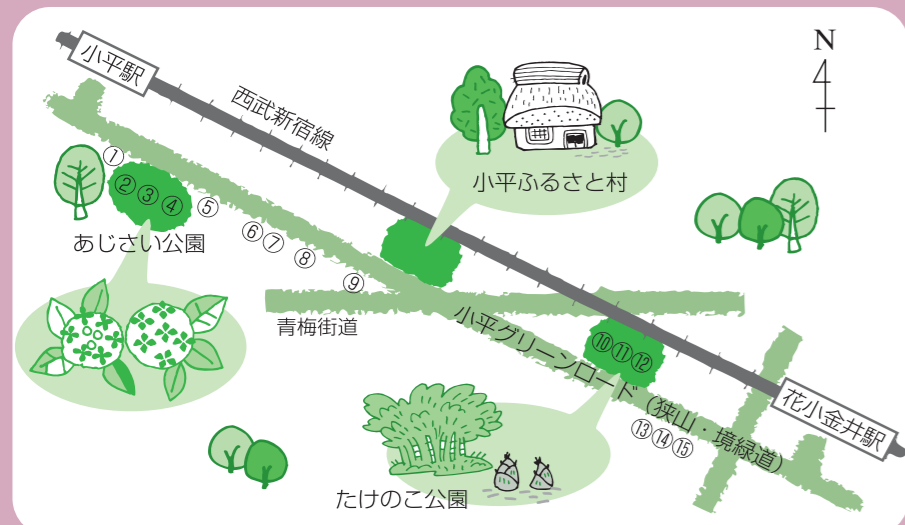 N
小平駅
西武新宿線
小平ふるさと村
①
②③④
⑤
あじさい公園
⑥⑦
⑧
⑨
青梅街道
小平グリーンロード(狭山・境緑道)
⑩⑪⑫
⑬⑭⑮
花小金井駅
たけのこ公園